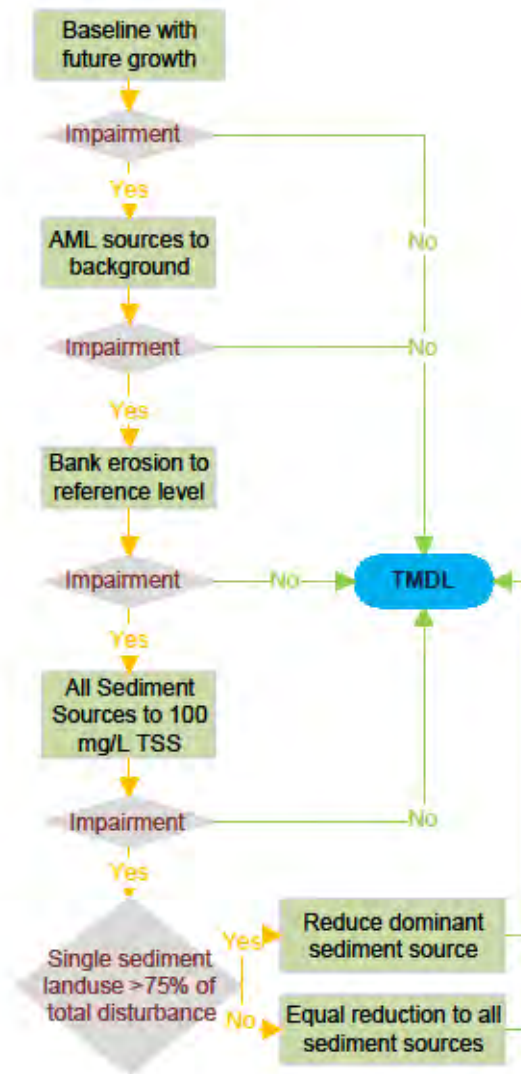 Baseline with
future growth
Impairment
No
Yes
AML sources to
background
Impairment
No
Yes
Bank erosion to
reference level
Impairment
No
TMDL
Yes
All Sediment
Sources to 100
mg/L TSS
Impairment
No
Yes
Single sediment
landuse >75% of
total disturbance
Yes
Reduce dominant
sediment source
No
Equal reduction to all
sediment sources